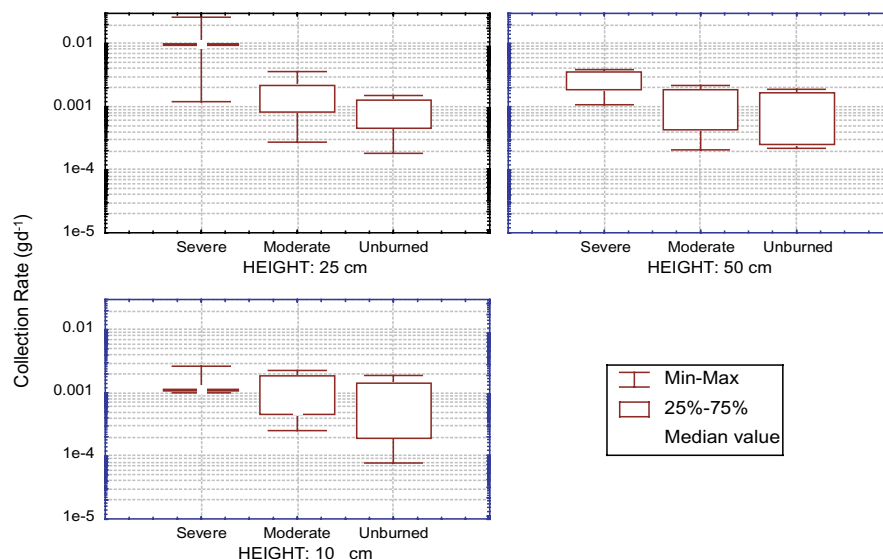 Collection Rate (gd-1)
0.01
0.001
1e-4
1e-5
Severe Moderate Unburned
HEIGHT: 25 cm
Severe Moderate Unburned
HEIGHT: 50 cm
0.01
0.001
1e-4
1e-5
Severe Moderate Unburned
HEIGHT: 10 cm
Min-Max
25%-75%
Median value